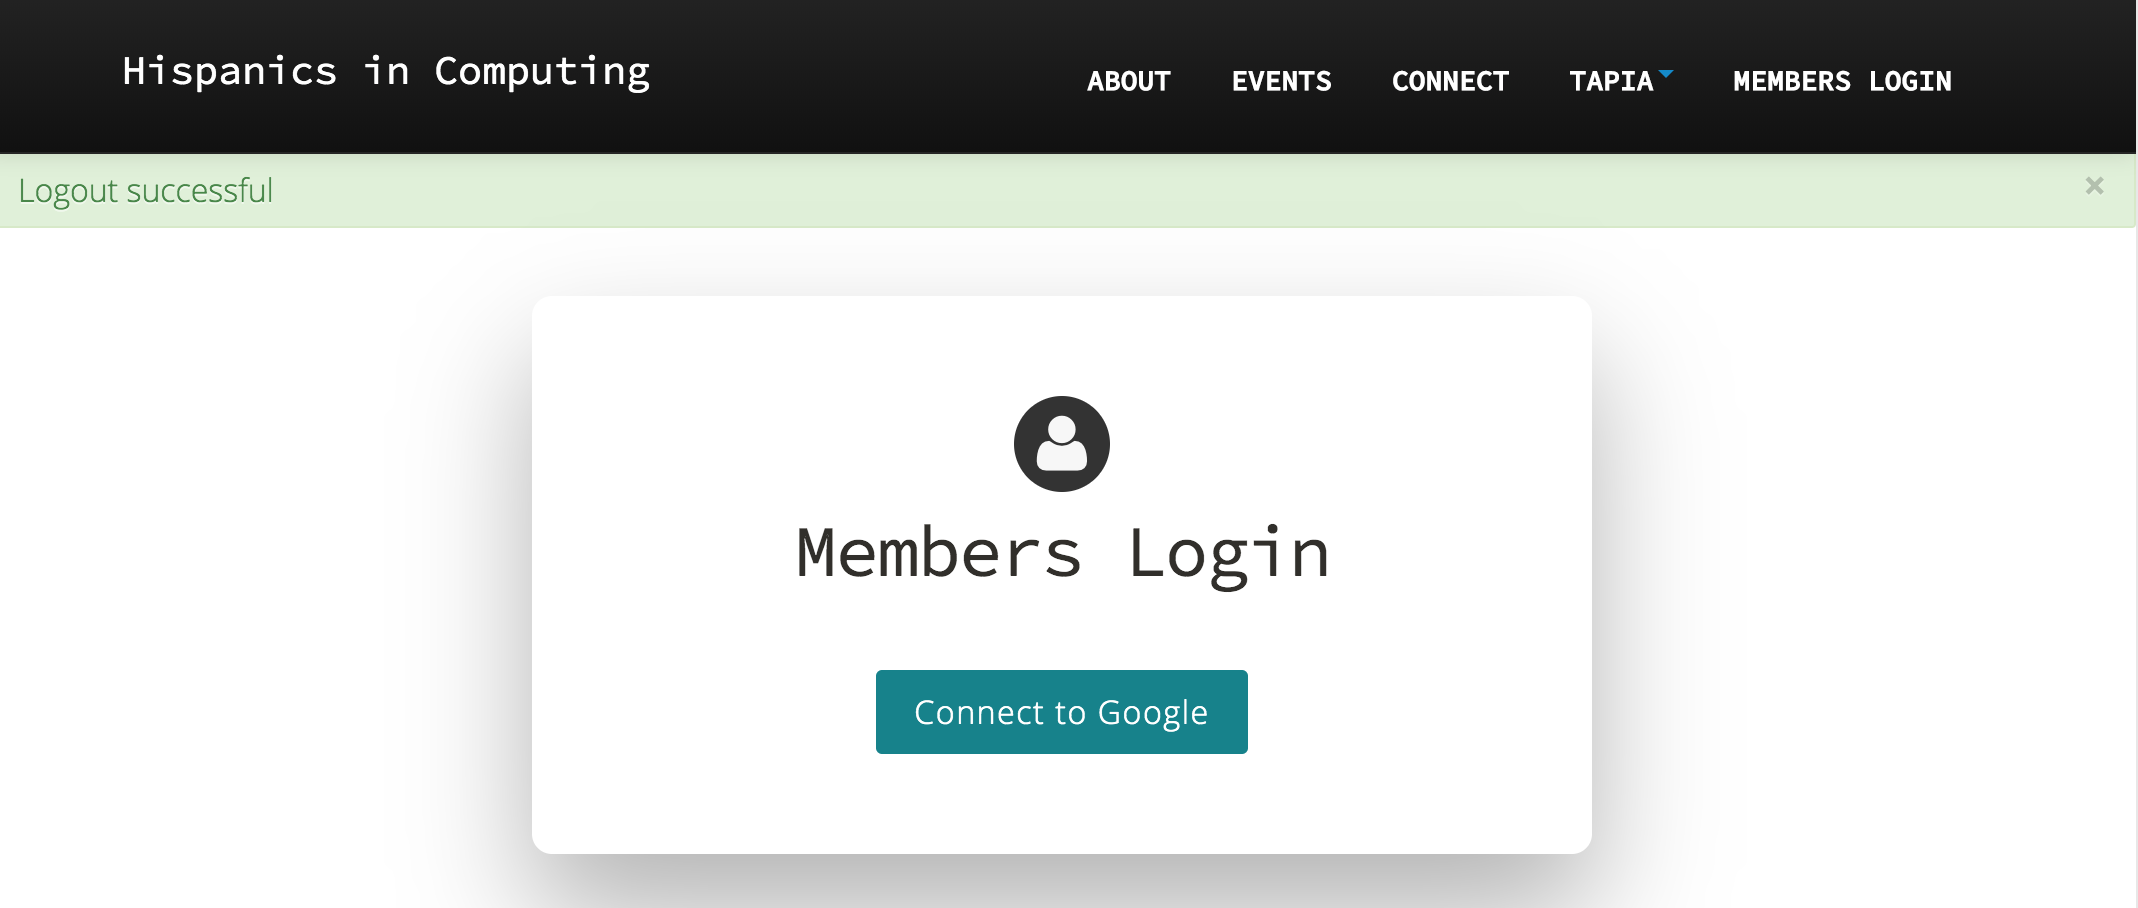 Hispanics in Computing
ABOUT EVENTS CONNECT TAPIA MEMBERS LOGIN
Logout successful
×
Members Login
Connect to Google